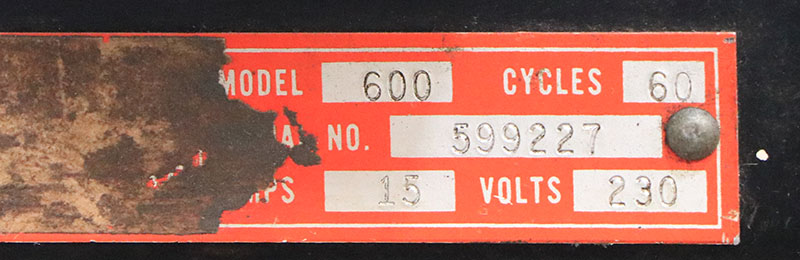 MODEL 600 CYCLES 60
NO. 599227
15 VOLTS 230